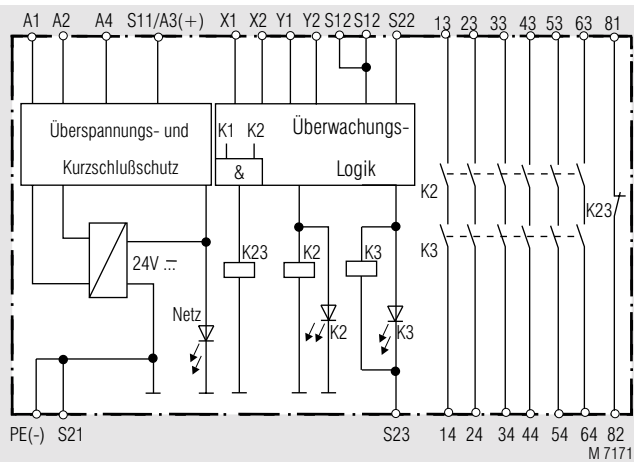 A1 A2 A4 S11/A3(+) X1 X2 Y1 Y2 S12 S12 S22 13 23 33 43 53 63 81
Überspannungs- und
Kurzschlußschutz
K1 K2
&
Überwachungs-
Logik
K2
K23
K3
24V
K23
K2
K3
Netz
K2
K3
PE(-) S21 S23 14 24 34 44 54 64 82
M 7171